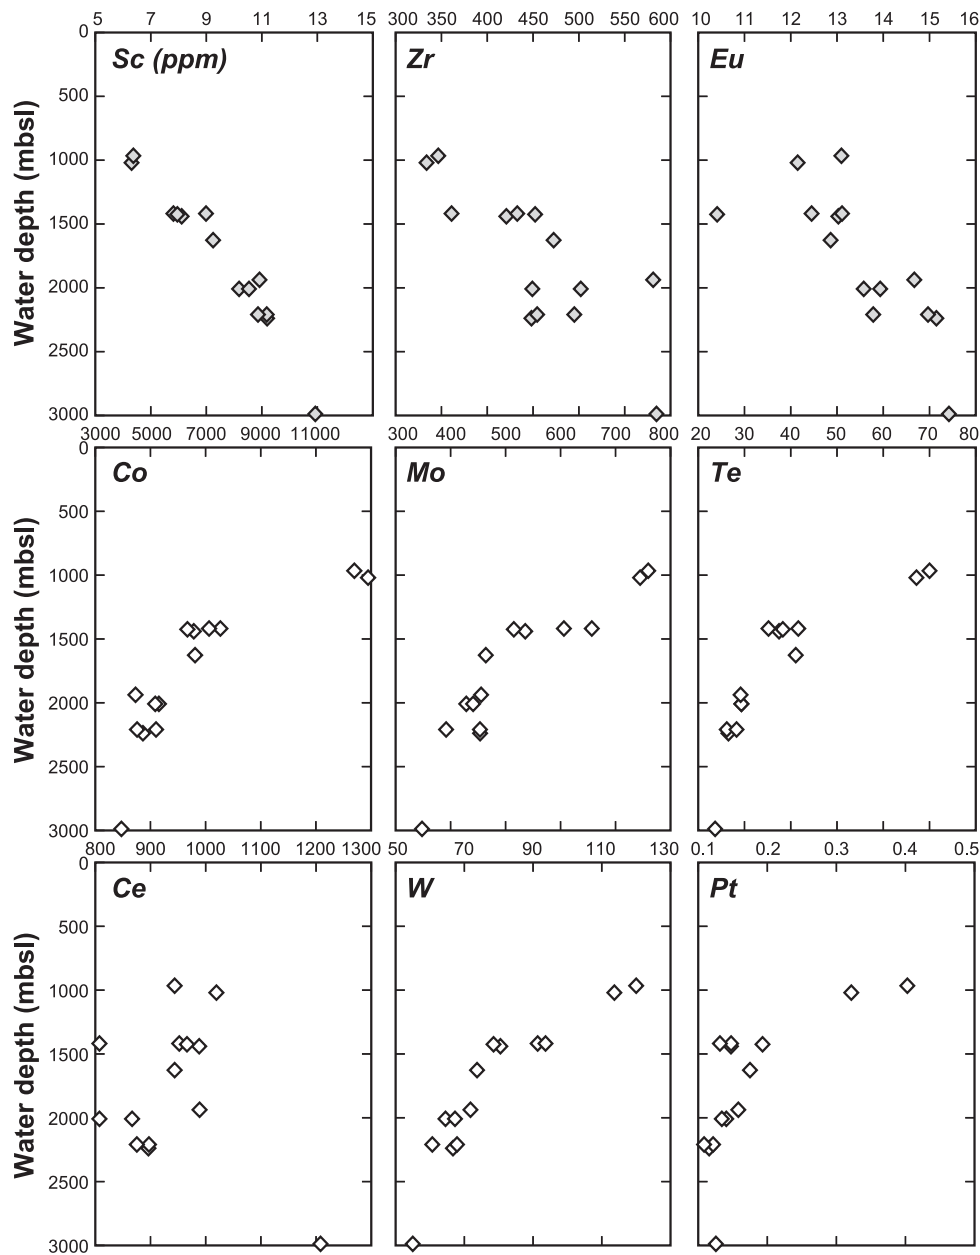 5 7 9 11 13 15
300 350 400 450 500 550 600
10 11 12 13 14 15 16
Sc (ppm)
Zr
Eu
Water depth (mbsl)
0
500
1000
1500
2000
2500
3000
3000 5000 7000 9000 11000
300 400 500 600 700 800
20 30 40 50 60 70 80
Co
Mo
Te
Water depth (mbsl)
0
500
1000
1500
2000
2500
3000
800 900 1000 1100 1200 1300
50 70 90 110 130
0.1 0.2 0.3 0.4 0.5
Ce
W
Pt
Water depth (mbsl)
0
500
1000
1500
2000
2500
3000